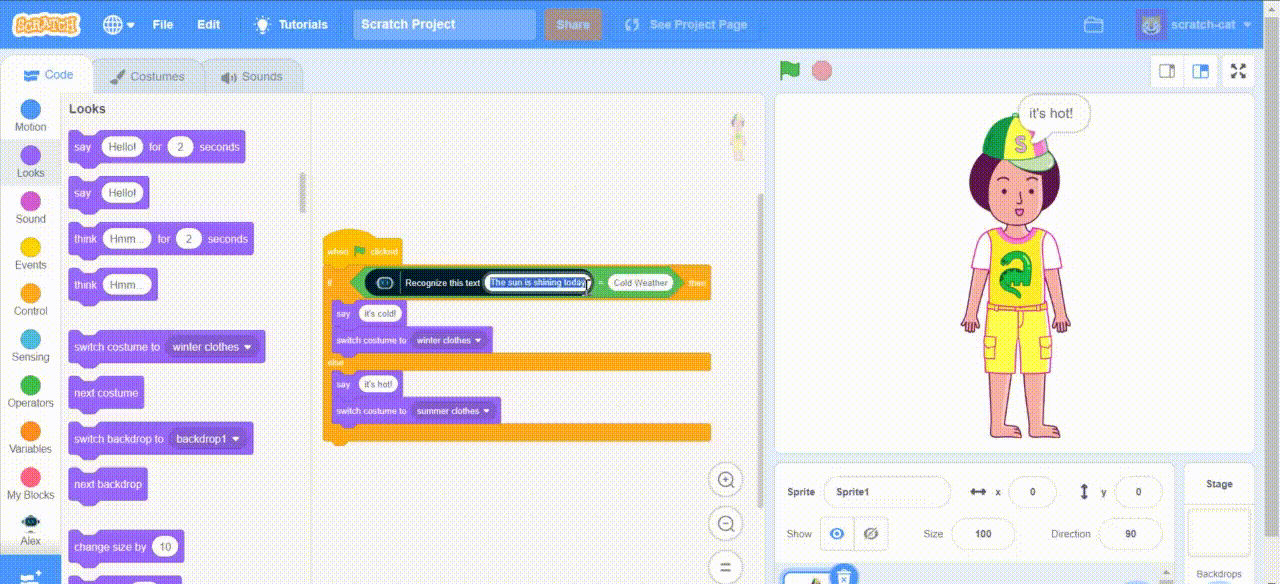 SCRATCH File Edit Tutorials Scratch Project Share See Project Page scratch-cat
Code Costumes Sounds
Motion
Looks
Sound
Events
Control
Sensing
Operators
Variables
My Blocks
Alex
Looks
say Hello! for 2 seconds
say Hello!
think Hmm... for 2 seconds
think Hmm...
switch costume to winter clothes
next costume
switch backdrop to backdrop1
next backdrop
change size by 10
when clicked
if Recognize this text The sun is shining today = Cold Weather then
say it's cold!
switch costume to winter clothes
else
say it's hot!
switch costume to summer clothes
it's hot!
S
Sprite Sprite1 x 0 y 0
Show Size 100 Direction 90
Stage
Backdrops